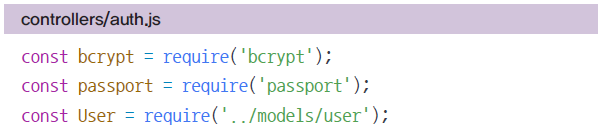 controllers/auth.js
const bcrypt = require('bcrypt');
const passport = require('passport');
const User = require('../models/user');